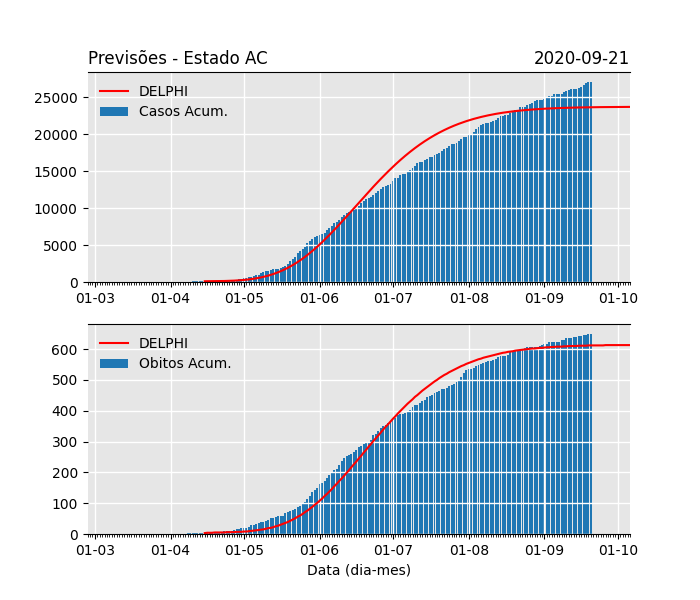 Previsões - Estado AC 2020-09-21
DELPHI
Casos Acum.
25000
20000
15000
10000
5000
0
01-03 01-04 01-05 01-06 01-07 01-08 01-09 01-10
DELPHI
Obitos Acum.
600
500
400
300
200
100
0
01-03 01-04 01-05 01-06 01-07 01-08 01-09 01-10
Data (dia-mes)